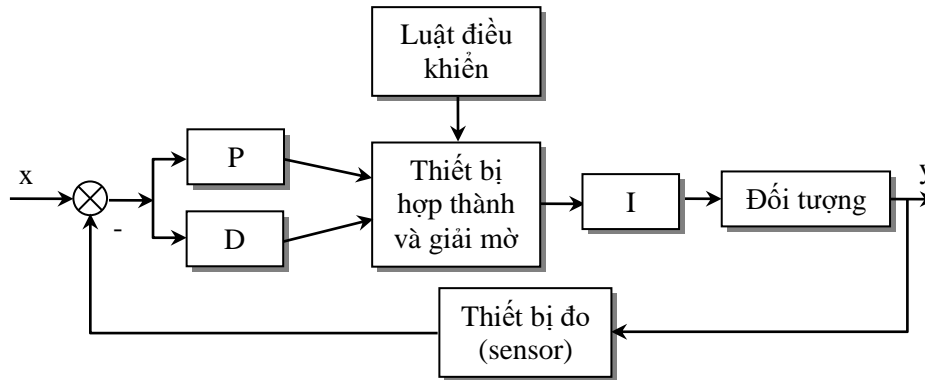 Luật điều
khiển
x
P
Thiết bị
hợp thành
và giải mờ
I
Đối tượng
y
-
D
Thiết bị đo
(sensor)